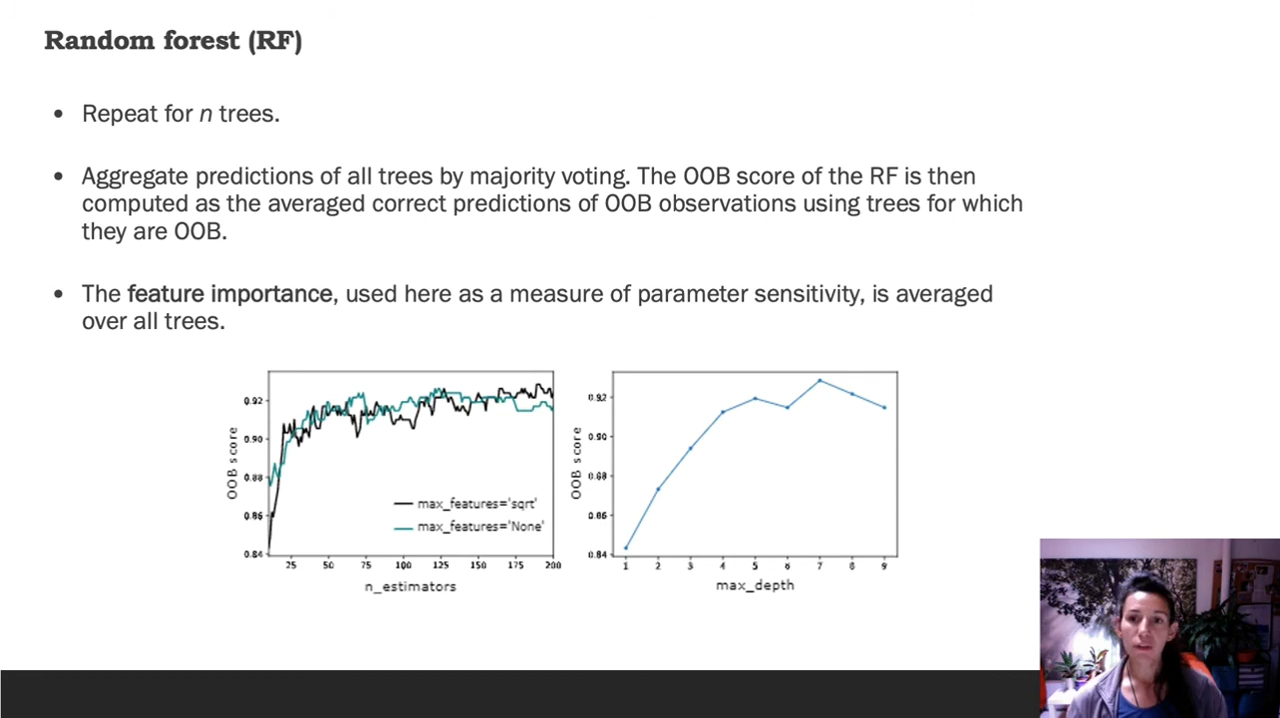 Random forest (RF)
• Repeat for n trees.
• Aggregate predictions of all trees by majority voting. The OOB score of the RF is then
computed as the averaged correct predictions of OOB observations using trees for which
they are OOB.
• The feature importance, used here as a measure of parameter sensitivity, is averaged
over all trees.
OOB score
0.92
0.90
0.88
0.86
0.84
max_features='sqrt'
max_features='None'
25 50 75 100 125 150 175 200
n_estimators
OOB score
0.92
0.90
0.88
0.86
0.84
1 2 3 4 5 6 7 8 9
max_depth